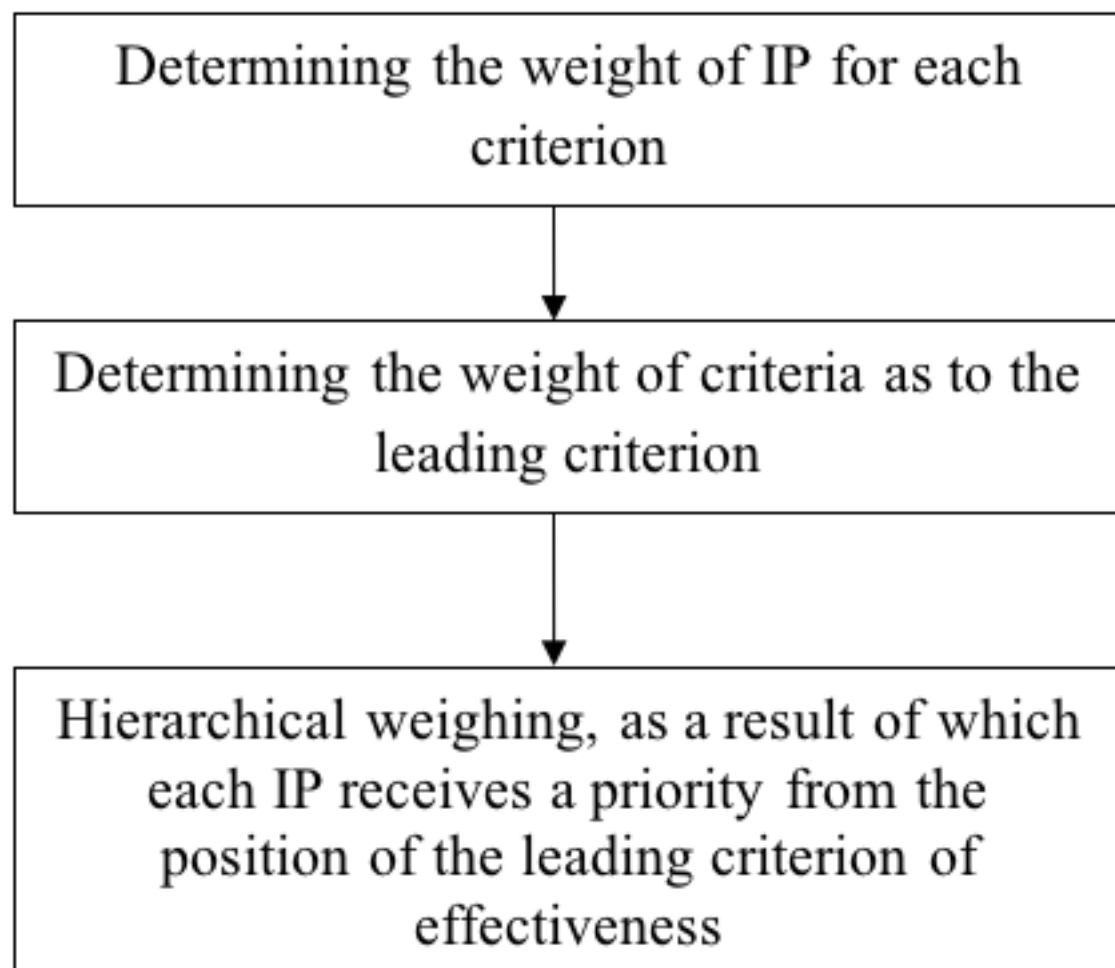 Determining the weight of IP for each
criterion
Determining the weight of criteria as to the
leading criterion
Hierarchical weighing, as a result of which
each IP receives a priority from the
position of the leading criterion of
effectiveness